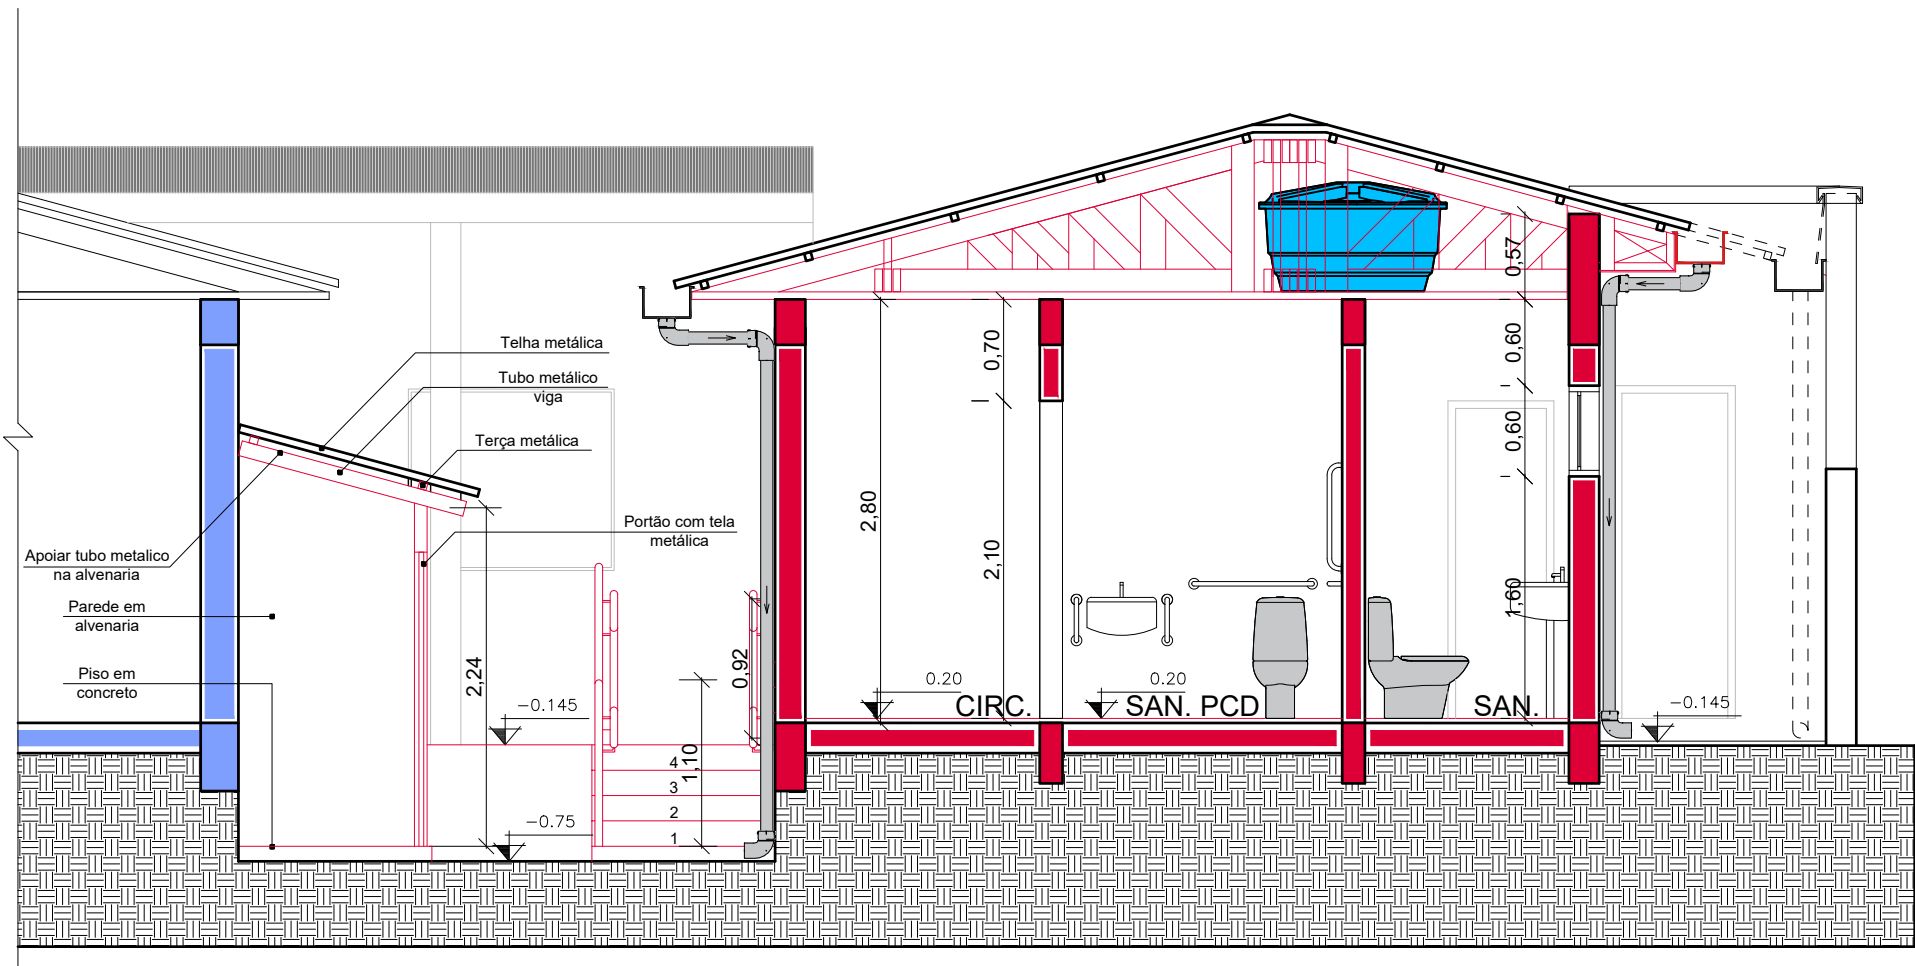 Telha metálica
Tubo metálico
viga
Terça metálica
Portão com tela
metálica
Apoiar tubo metalico
na alvenaria
Parede em
alvenaria
Piso em
concreto
2,24
-0.145
-0.75
4
3
2
1
1,10
0,92
2,80
0,70
2,10
0.20
CIRC.
0.20
SAN. PCD
SAN.
0,57
0,60
0,60
1,60
-0.145